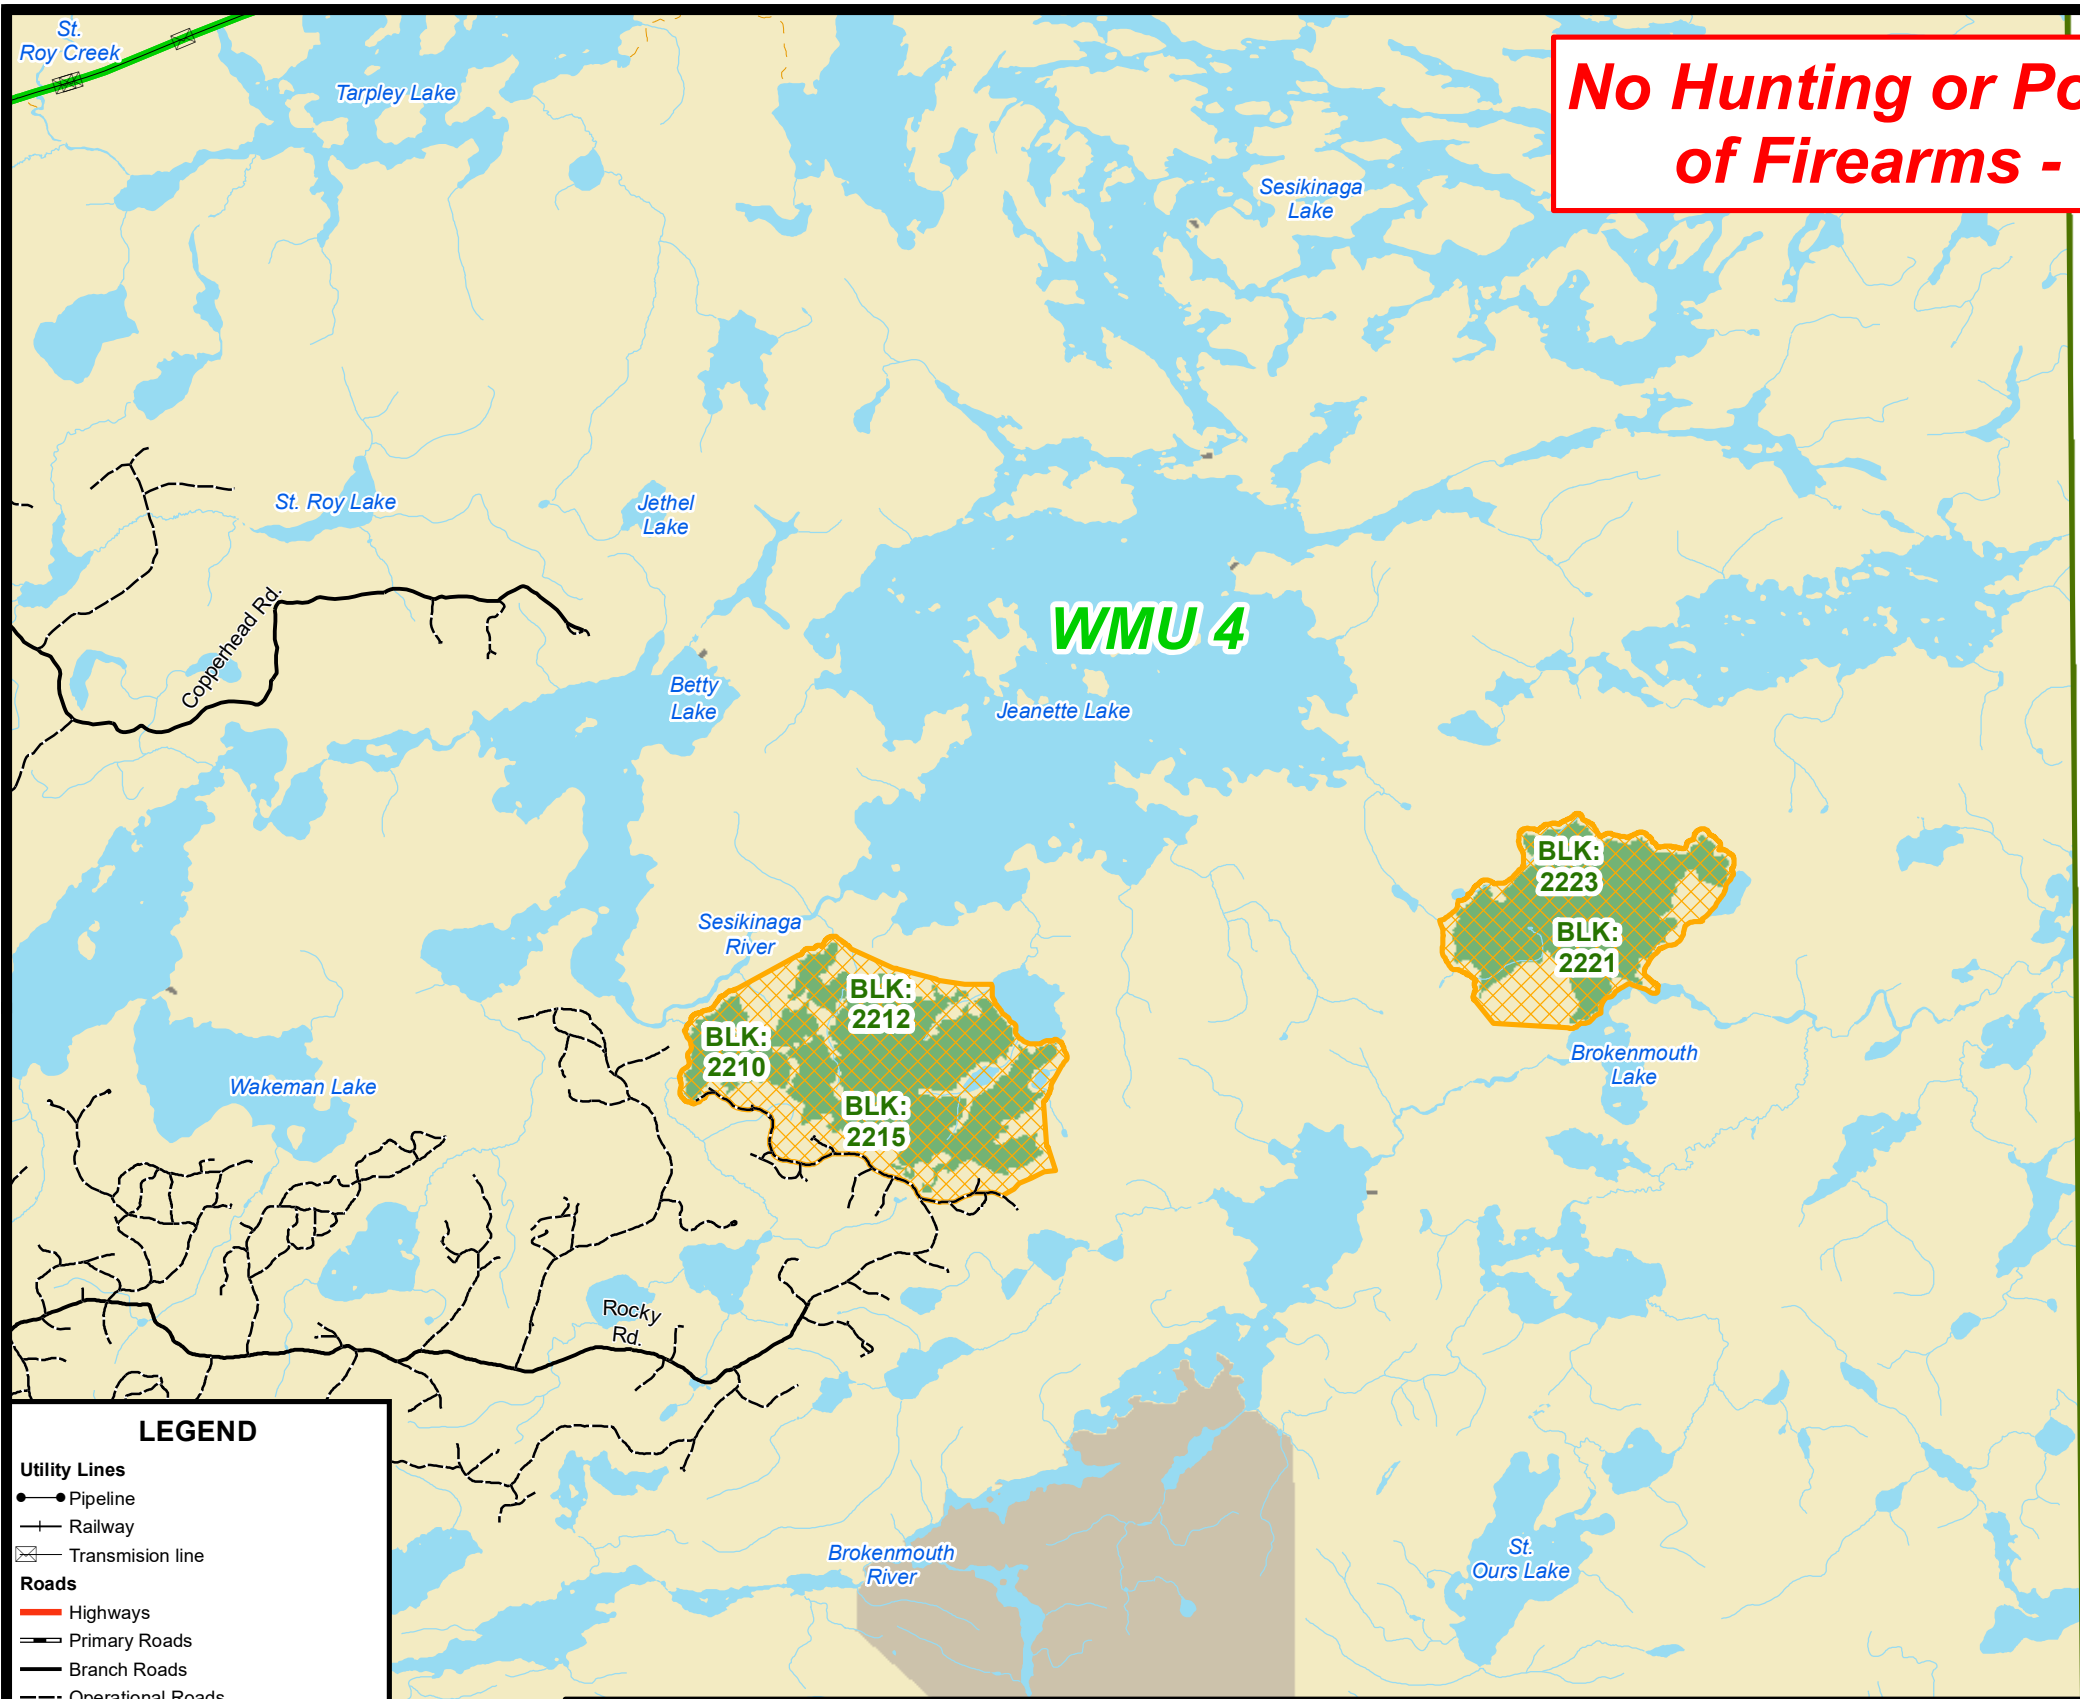 St.
Roy Creek
Tarpley Lake
No Hunting or Po
of Firearms -
Sesikinaga
Lake
St. Roy Lake
Jethel
Lake
Copperhead Rd.
WMU 4
Betty
Lake
Jeanette Lake
BLK:
2223
BLK:
2221
Sesikinaga
River
BLK:
2212
BLK:
2210
BLK:
2215
Brokenmouth
Lake
Wakeman Lake
Rocky
Rd.
Brokenmouth
River
St.
Ours Lake
LEGEND
Utility Lines
Pipeline
Railway
Transmision line
Roads
Highways
Primary Roads
Branch Roads
Operational Roads